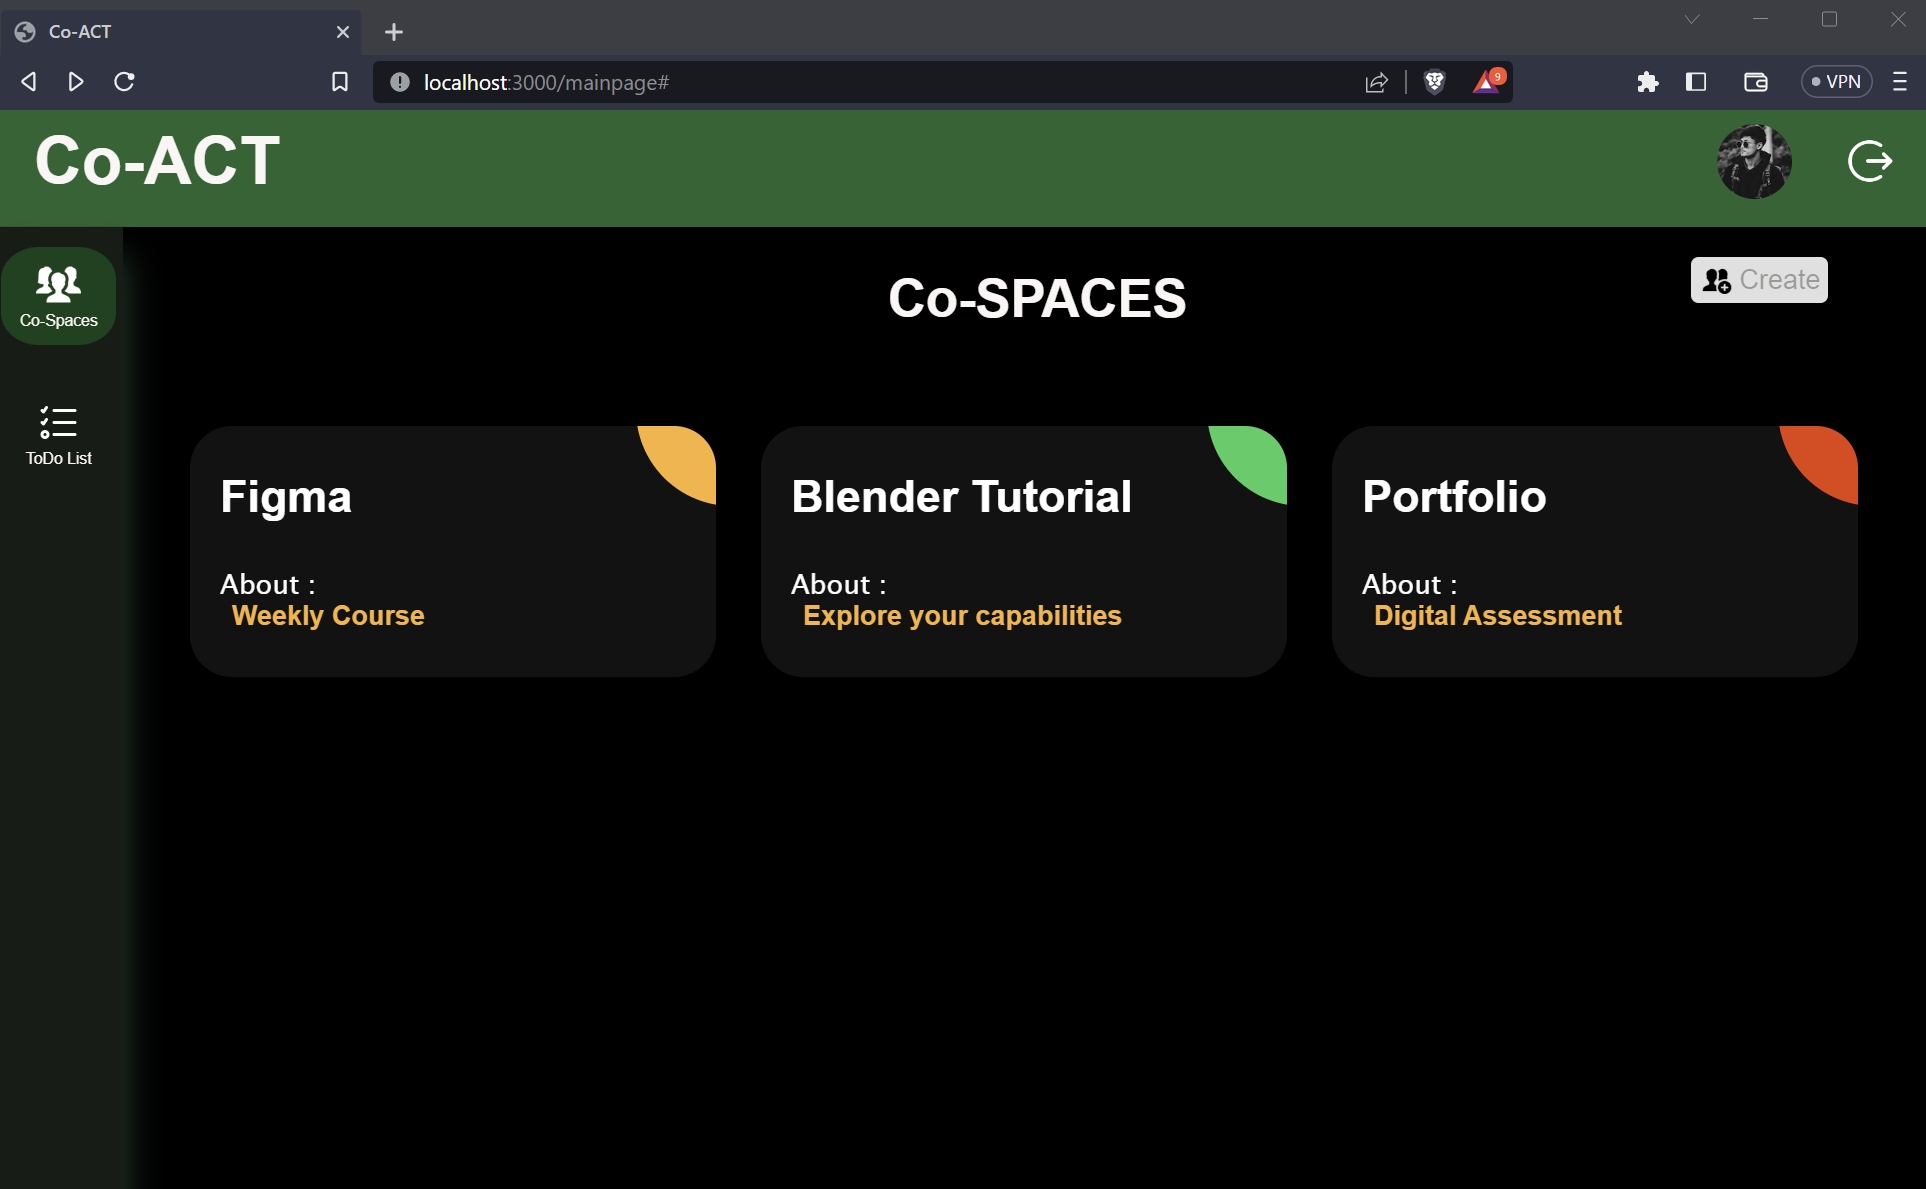 Co-ACT
localhost:3000/mainpage#
9
VPN
Co-ACT
Co-Spaces
ToDo List
Co-SPACES
Create
Figma
About :
Weekly Course
Blender Tutorial
About :
Explore your capabilities
Portfolio
About :
Digital Assessment